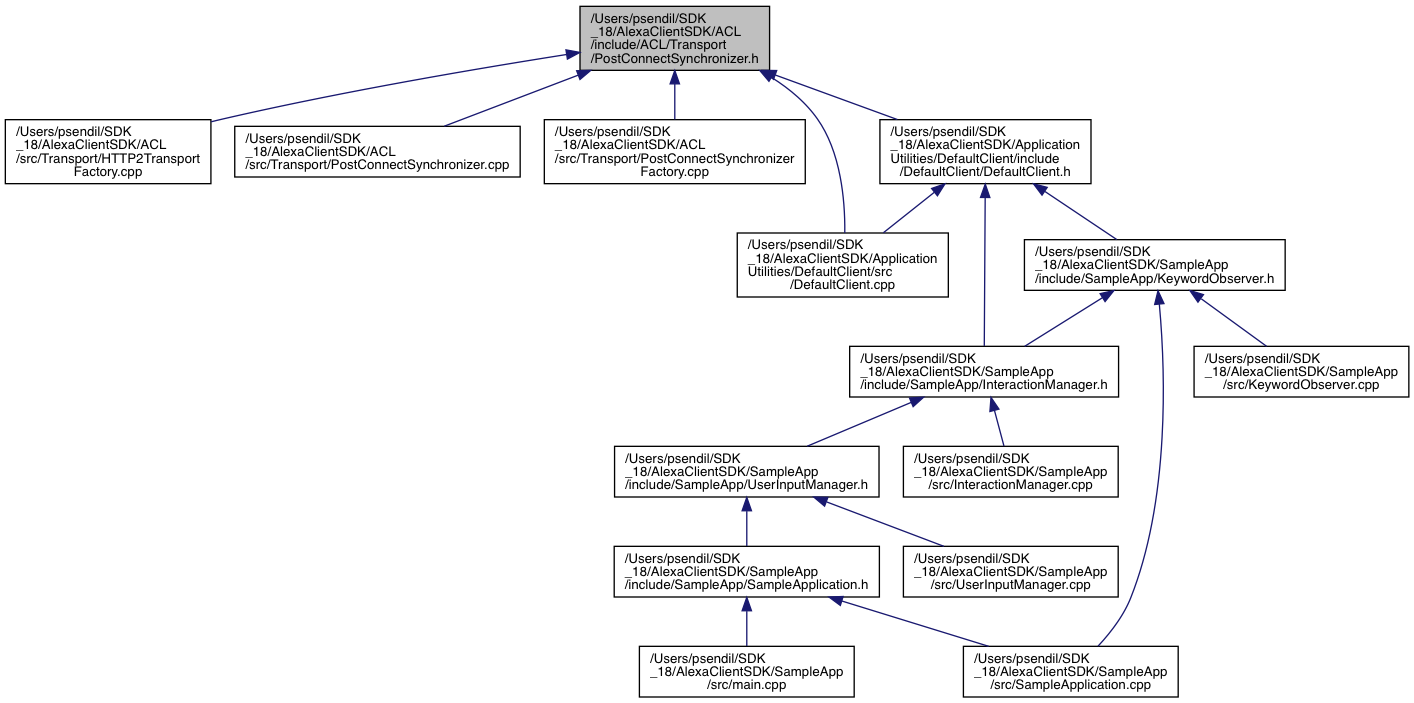 /Users/psendil/SDK
_18/AlexaClientSDK/ACL
/include/ACL/Transport
/PostConnectSynchronizer.h
/Users/psendil/SDK
_18/AlexaClientSDK/ACL
/src/Transport/HTTP2Transport
Factory.cpp
/Users/psendil/SDK
_18/AlexaClientSDK/ACL
/src/Transport/PostConnectSynchronizer.cpp
/Users/psendil/SDK
_18/AlexaClientSDK/ACL
/src/Transport/PostConnectSynchronizer
Factory.cpp
/Users/psendil/SDK
_18/AlexaClientSDK/Application
Utilities/DefaultClient/include
/DefaultClient/DefaultClient.h
/Users/psendil/SDK
_18/AlexaClientSDK/Application
Utilities/DefaultClient/src
/DefaultClient.cpp
/Users/psendil/SDK
_18/AlexaClientSDK/SampleApp
/include/SampleApp/KeywordObserver.h
/Users/psendil/SDK
_18/AlexaClientSDK/SampleApp
/include/SampleApp/InteractionManager.h
/Users/psendil/SDK
_18/AlexaClientSDK/SampleApp
/src/KeywordObserver.cpp
/Users/psendil/SDK
_18/AlexaClientSDK/SampleApp
/include/SampleApp/UserInputManager.h
/Users/psendil/SDK
_18/AlexaClientSDK/SampleApp
/src/InteractionManager.cpp
/Users/psendil/SDK
_18/AlexaClientSDK/SampleApp
/include/SampleApp/SampleApplication.h
/Users/psendil/SDK
_18/AlexaClientSDK/SampleApp
/src/UserInputManager.cpp
/Users/psendil/SDK
_18/AlexaClientSDK/SampleApp
/src/main.cpp
/Users/psendil/SDK
_18/AlexaClientSDK/SampleApp
/src/SampleApplication.cpp